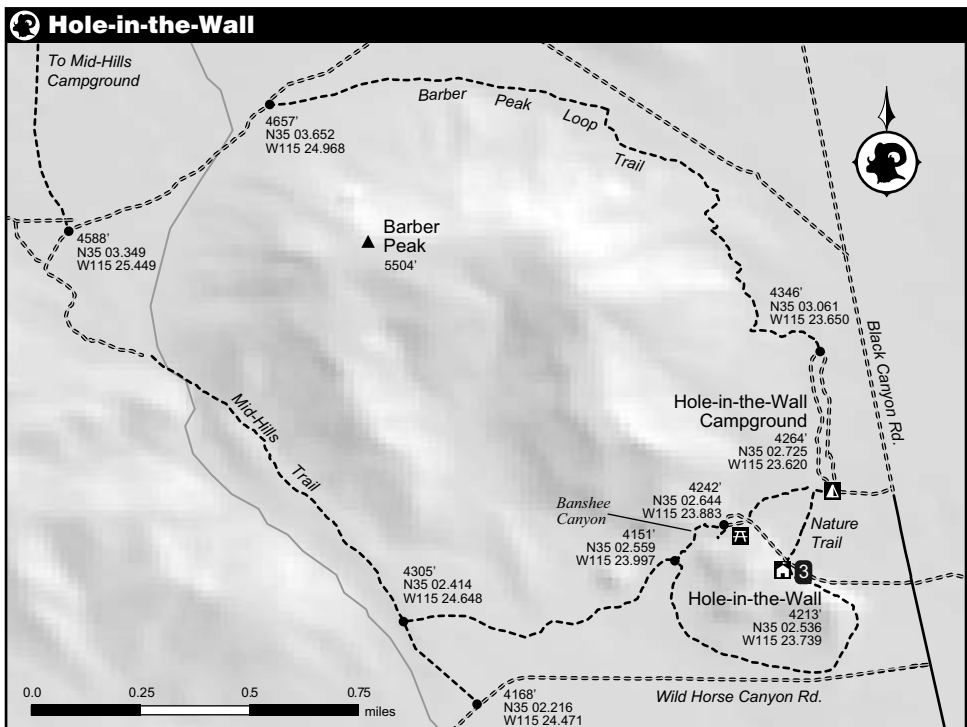 Hole-in-the-Wall
To Mid-Hills
Campground
Barber Peak Loop Trail
4657'
N35 03.652
W115 24.968
Barber
Peak
5504'
4588'
N35 03.349
W115 25.449
4346'
N35 03.061
W115 23.650
Black Canyon Rd.
Mid-Hills Trail
Hole-in-the-Wall
Campground
4264'
N35 02.725
W115 23.620
4242'
N35 02.644
W115 23.883
Banshee
Canyon
4151'
N35 02.559
W115 23.997
Nature
Trail
3
4305'
N35 02.414
W115 24.648
Hole-in-the-Wall
4213'
N35 02.536
W115 23.739
4168'
N35 02.216
W115 24.471
Wild Horse Canyon Rd.
0.0 0.25 0.5 0.75
miles